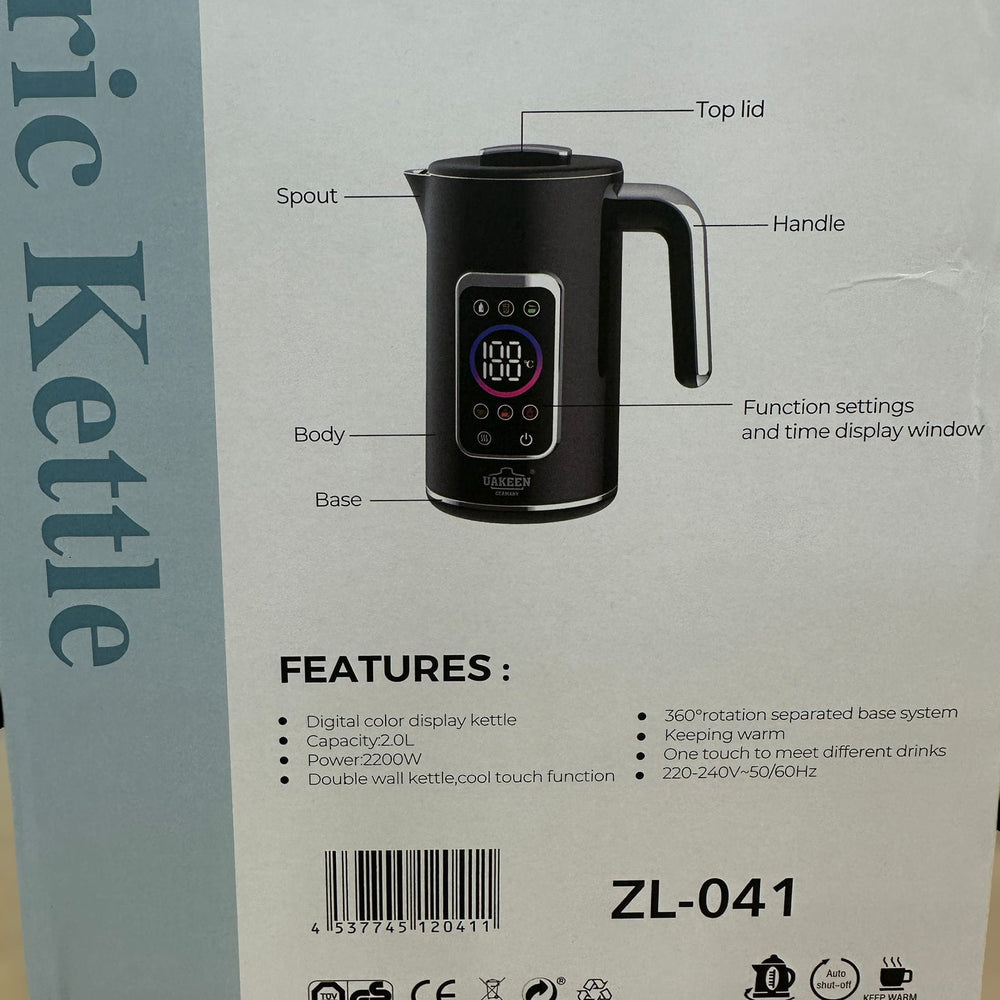 ric Kettle
Top lid
Spout
Handle
188
°C
Function settings
and time display window
Body
UAKEEN®
GERMANY
Base
FEATURES :
Digital color display kettle
Capacity:2.0L
Power:2200W
Double wall kettle,cool touch function
360°rotation separated base system
Keeping warm
One touch to meet different drinks
220-240V~50/60Hz
4 537745 120411
ZL-041
TÜV GS CE ®
Auto
shut-off
KEEP WARM